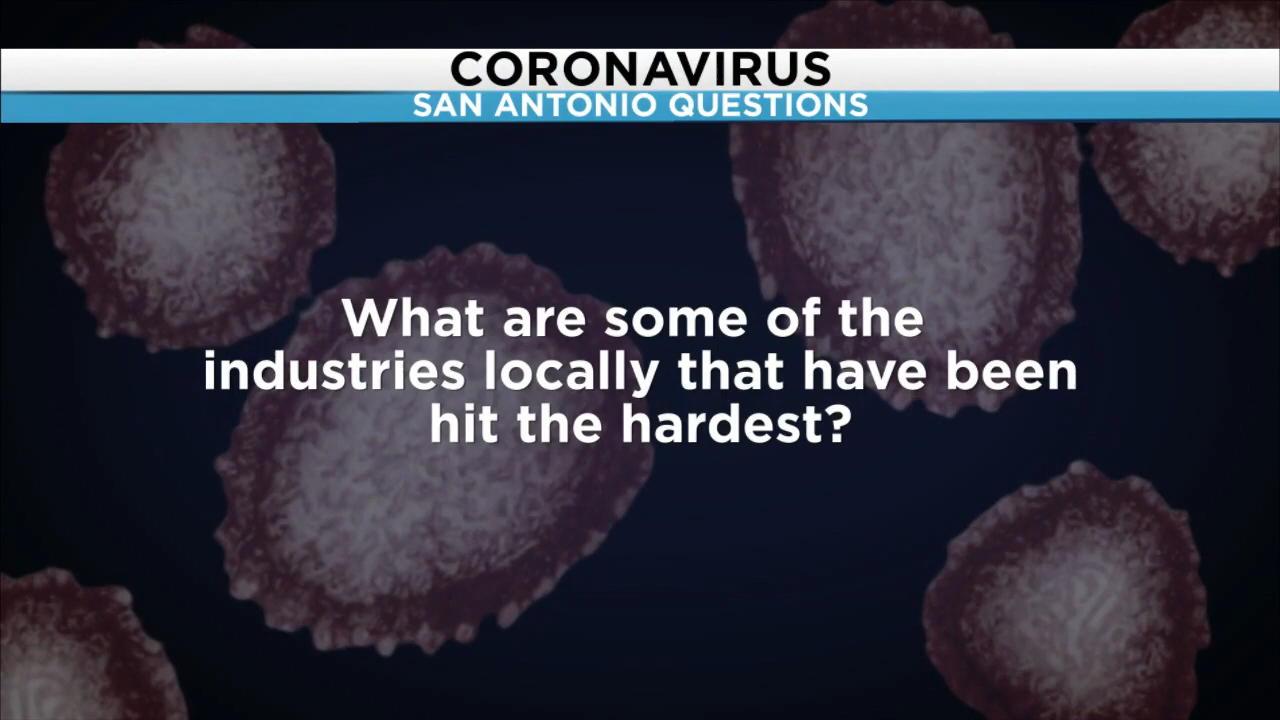 CORONAVIRUS
SAN ANTONIO QUESTIONS
What are some of the
industries locally that have been
hit the hardest?